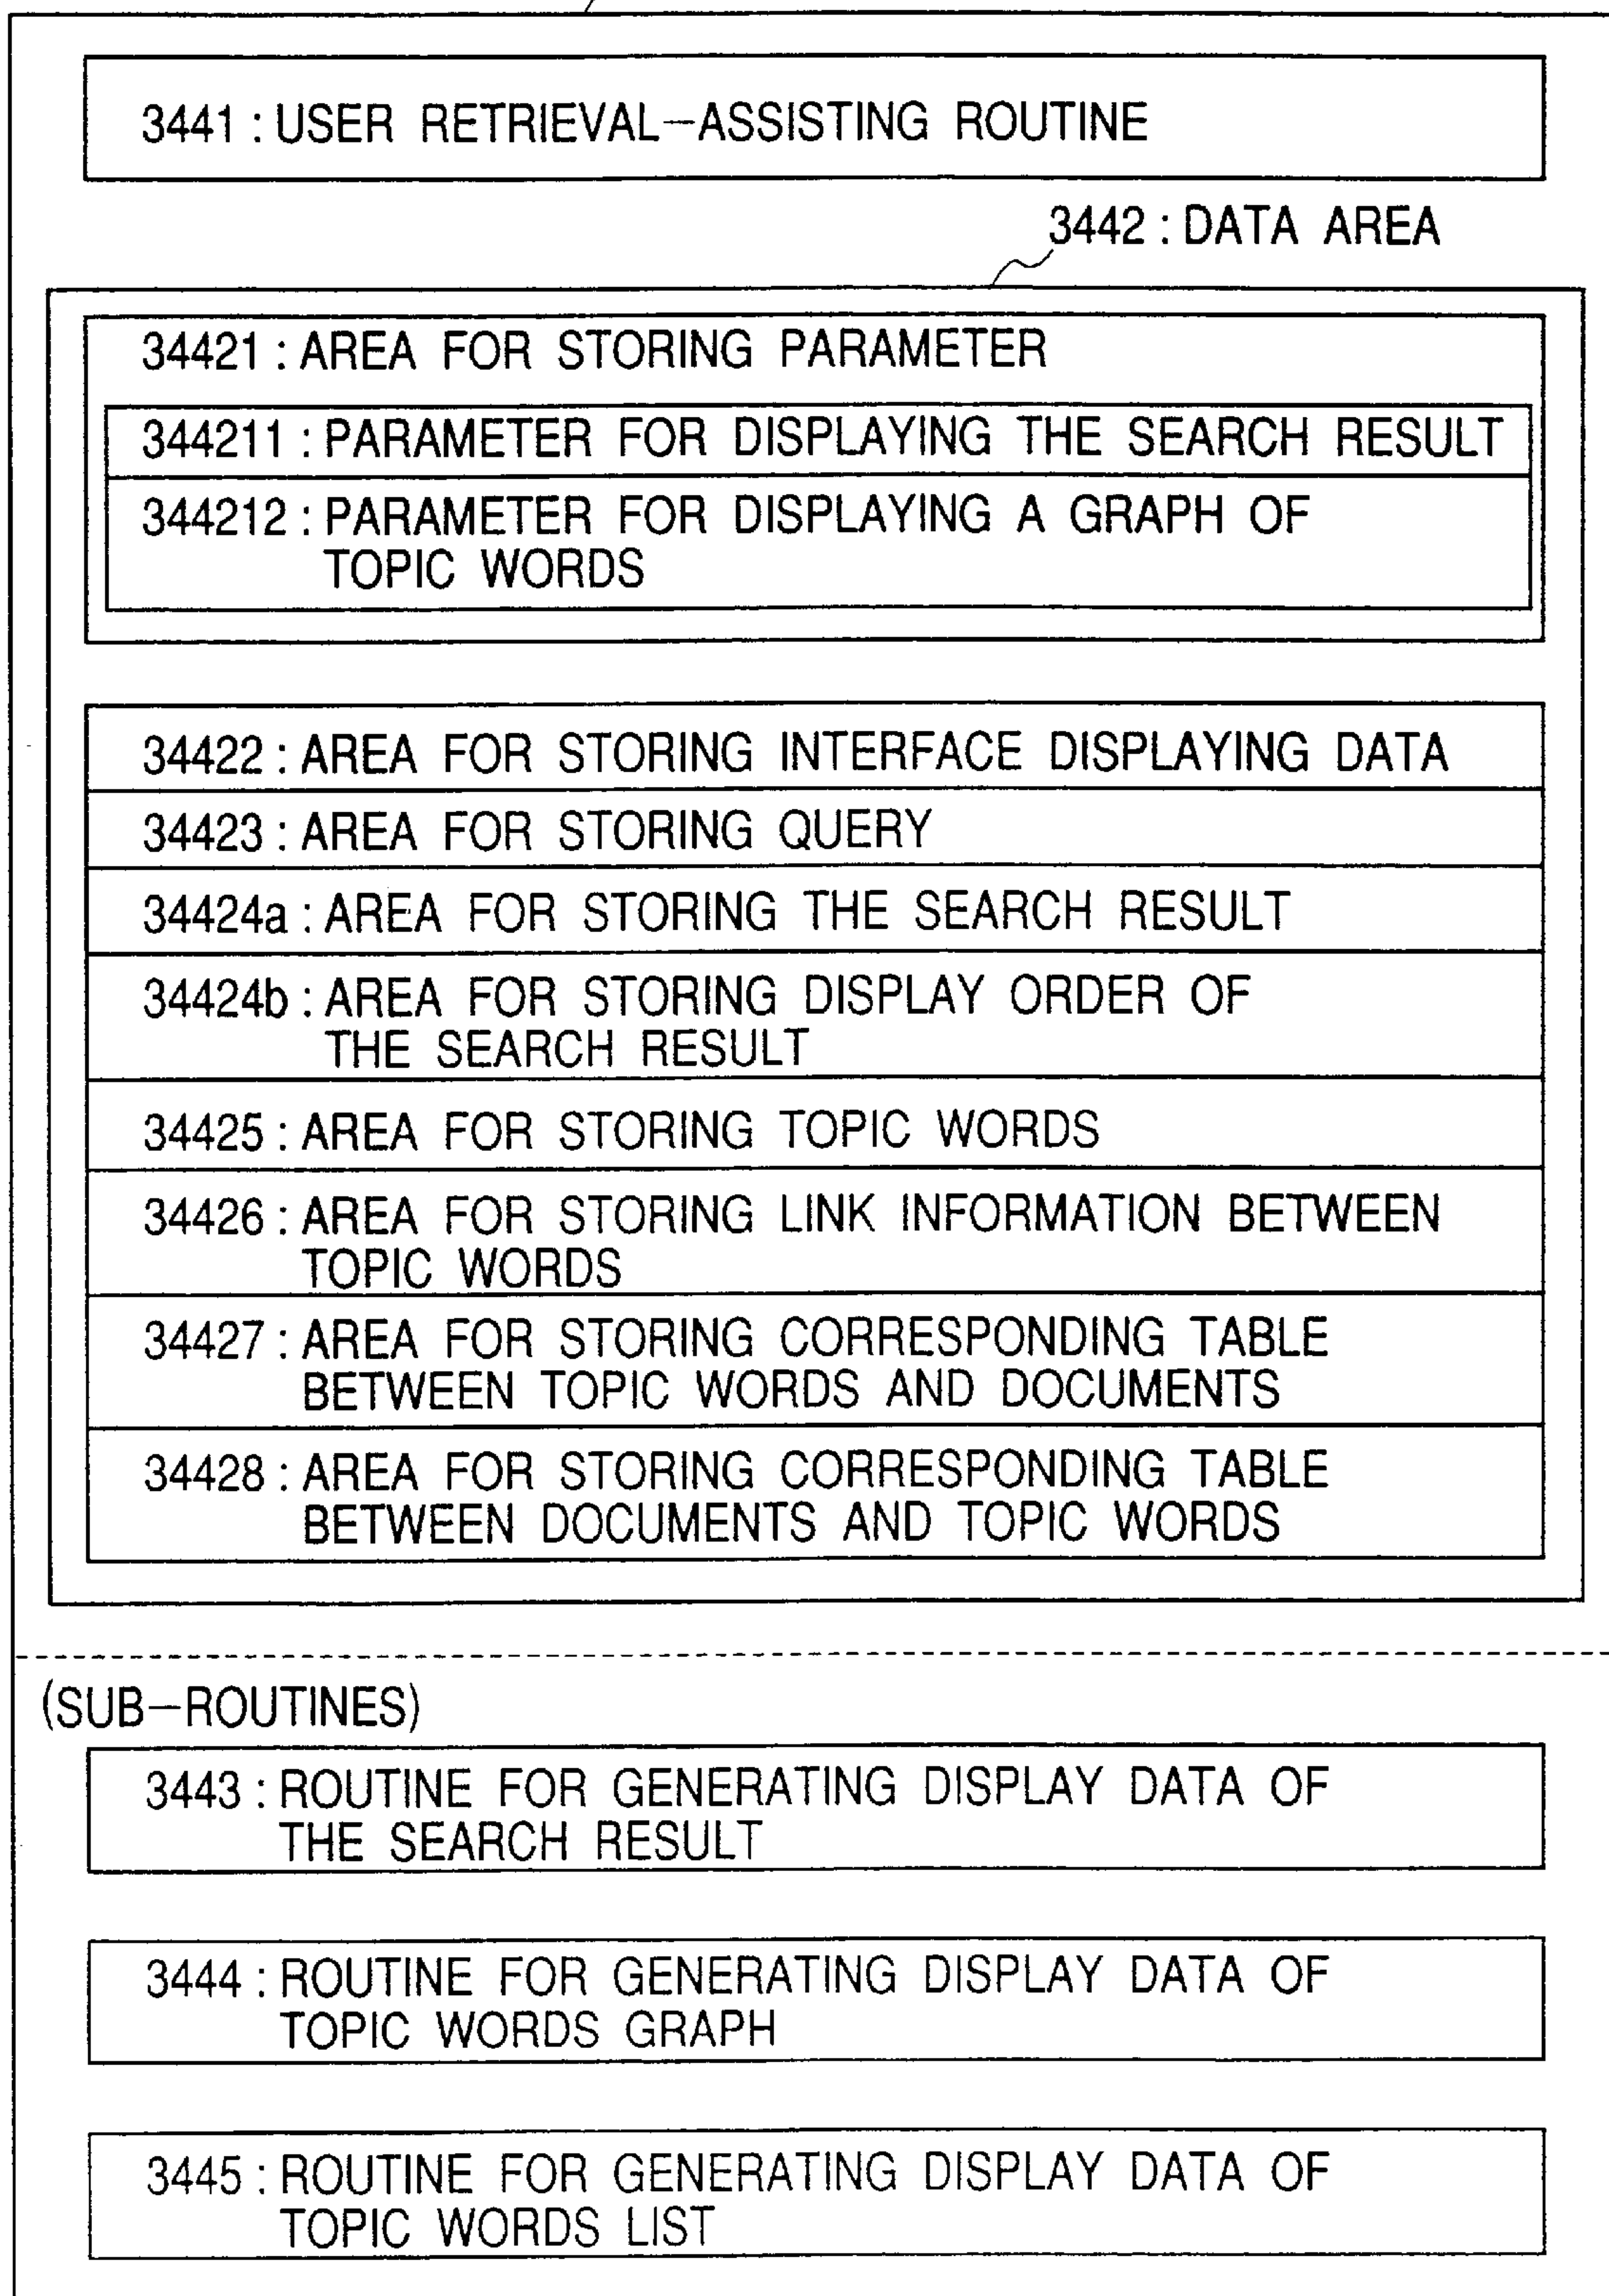 3441 : USER RETRIEVAL-ASSISTING ROUTINE
3442 : DATA AREA
34421 : AREA FOR STORING PARAMETER
344211 : PARAMETER FOR DISPLAYING THE SEARCH RESULT
344212 : PARAMETER FOR DISPLAYING A GRAPH OF
TOPIC WORDS
34422 : AREA FOR STORING INTERFACE DISPLAYING DATA
34423 : AREA FOR STORING QUERY
34424a : AREA FOR STORING THE SEARCH RESULT
34424b : AREA FOR STORING DISPLAY ORDER OF
THE SEARCH RESULT
34425 : AREA FOR STORING TOPIC WORDS
34426 : AREA FOR STORING LINK INFORMATION BETWEEN
TOPIC WORDS
34427 : AREA FOR STORING CORRESPONDING TABLE
BETWEEN TOPIC WORDS AND DOCUMENTS
34428 : AREA FOR STORING CORRESPONDING TABLE
BETWEEN DOCUMENTS AND TOPIC WORDS
(SUB-ROUTINES)
3443 : ROUTINE FOR GENERATING DISPLAY DATA OF
THE SEARCH RESULT
3444 : ROUTINE FOR GENERATING DISPLAY DATA OF
TOPIC WORDS GRAPH
3445 : ROUTINE FOR GENERATING DISPLAY DATA OF
TOPIC WORDS LIST